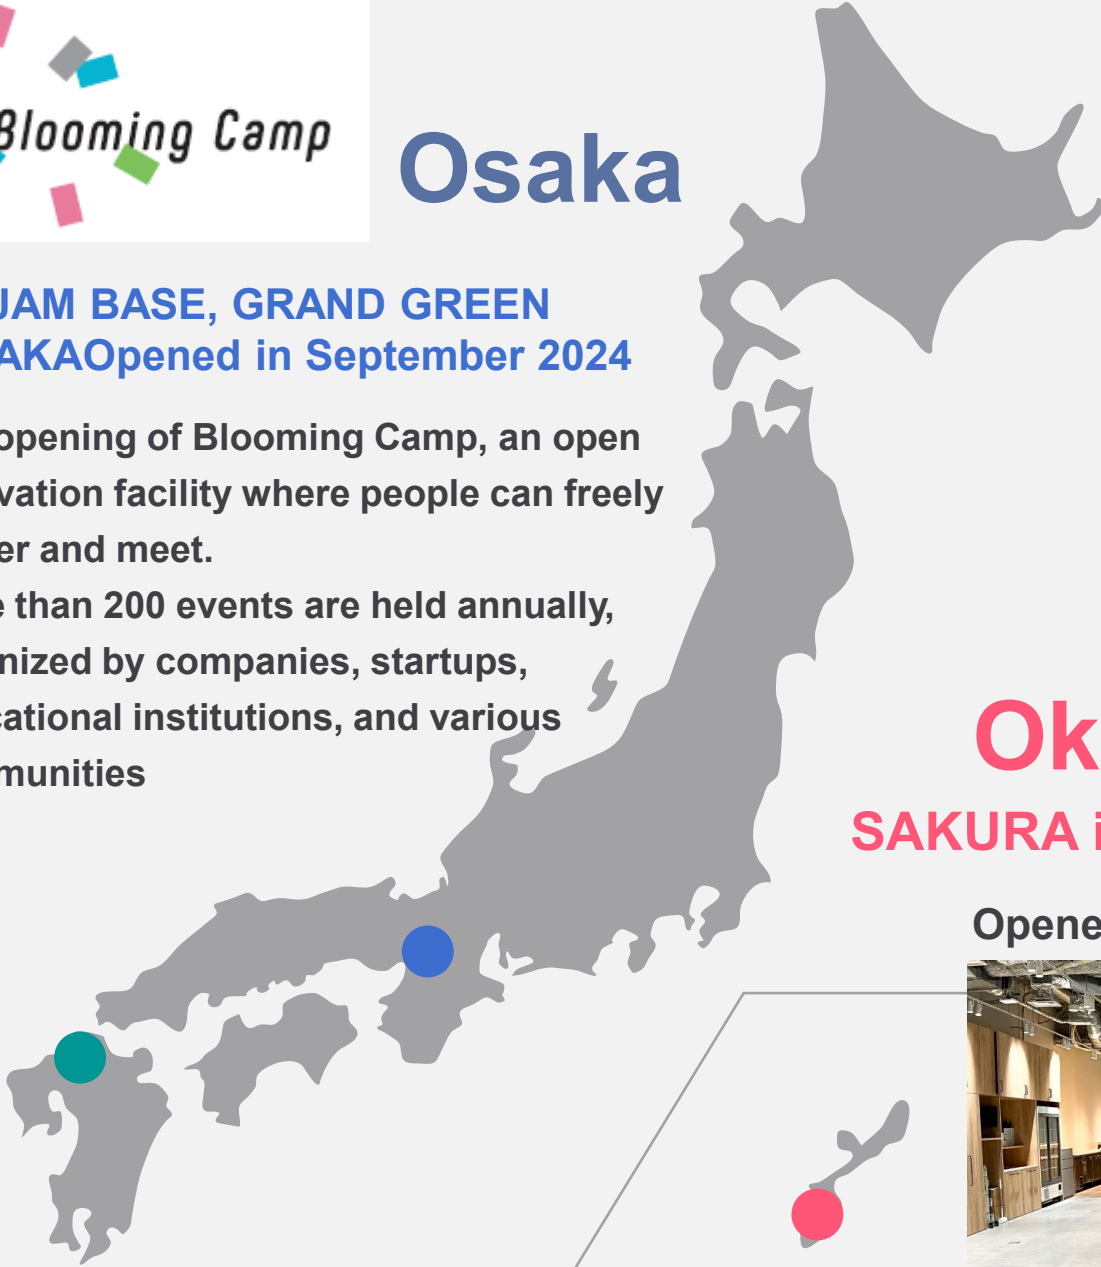 Blooming Camp
Osaka
JAM BASE, GRAND GREEN
AKAOpened in September 2024
opening of Blooming Camp, an open
vation facility where people can freely
er and meet.
e than 200 events are held annually,
nized by companies, startups,
cational institutions, and various
munities
Ok
SAKURA i
Opene